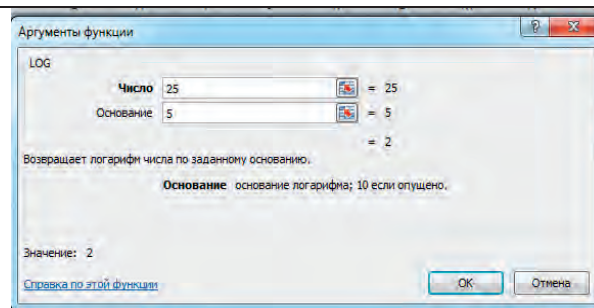 Аргументы функции
LOG
Число 25 = 25
Основание 5 = 5
= 2
Возвращает логарифм числа по заданному основанию.
Основание основание логарифма; 10 если опущено.
Значение: 2
Справка по этой функции
OK Отмена